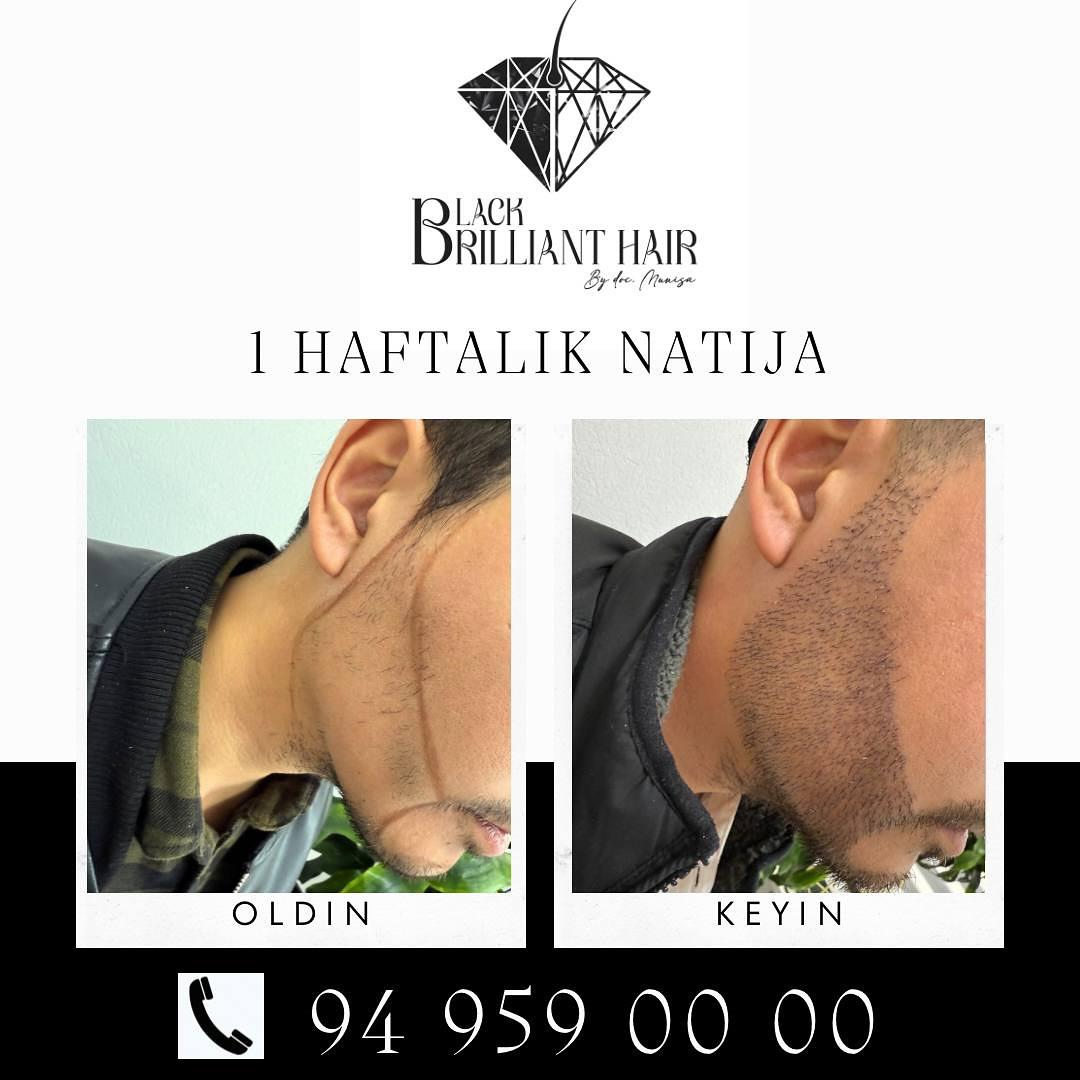 BLACK
BRILLIANT HAIR
By doc. Munisa
1 HAFTALIK NATIJA
OLDIN
KEYIN
94 959 00 00